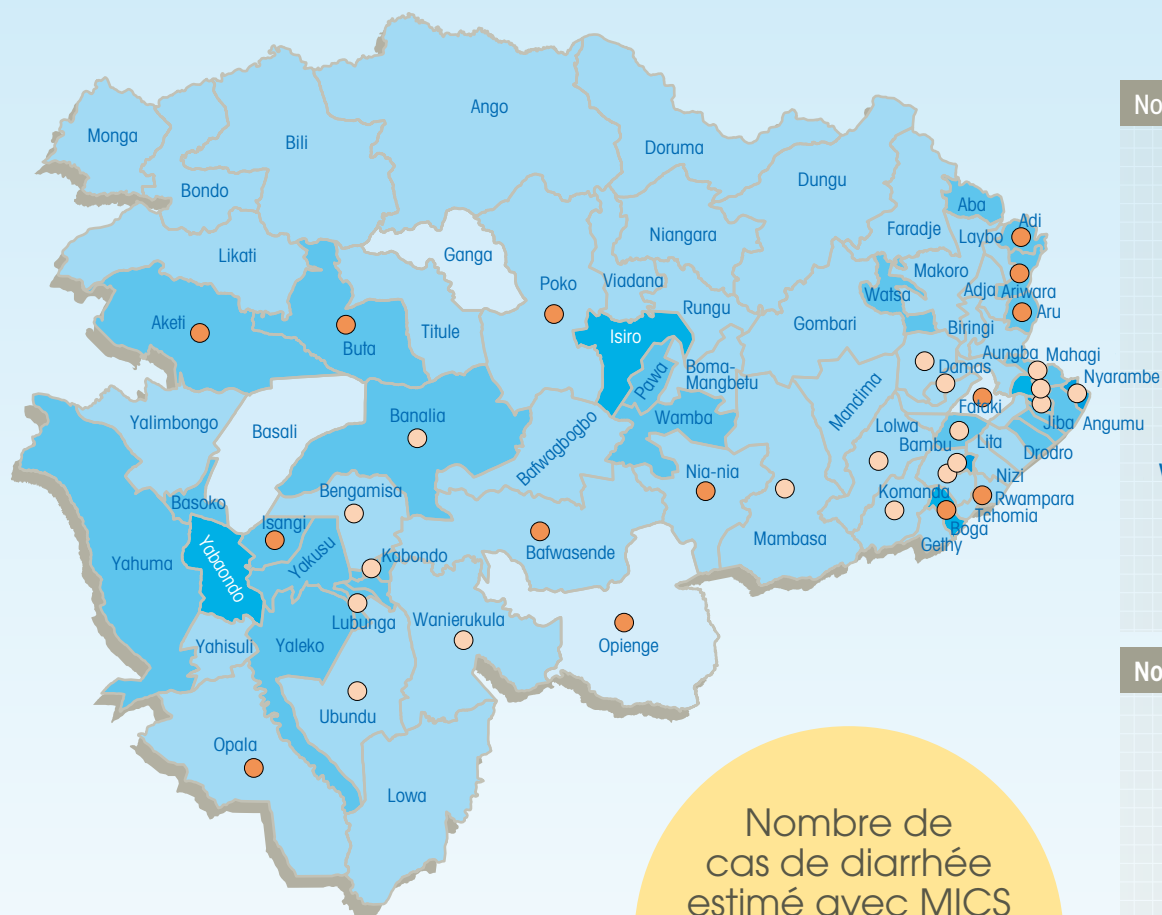 No
Ango
Monga
Bili
Doruma
Bondo
Dungu
Aba
Adi
Faradje
Laybo
Niangara
Likati
Ganga
Makoro
Viadana
Poko
Watsa
Adja
Ariwara
Rungu
Aru
Aketi
Gombari
Titule
Isiro
Biringi
Buta
Aungba
Mahagi
Damas
Boma-
Mangbetu
Nyarambe
Pawa
Mandima
Fataki
Banalia
Yalimbongo
Wamba
Jiba
Angumu
Basali
Lolwa
Bafwagbogbo
Bambu
Lita
Drodro
Nia-nia
Nizi
Bengamisa
Komanda
Rwampara
Basoko
Tchomia
Isangi
Boga
Mambasa
Gethy
Yakusu
Kabondo
Bafwasende
Yahuma
Yabaondo
Lubunga
Wanierukula
Yahisuli
Yaleko
Opienge
No
Ubundu
Opala
Lowa
Nombre de
cas de diarrhée
estimé avec MICS